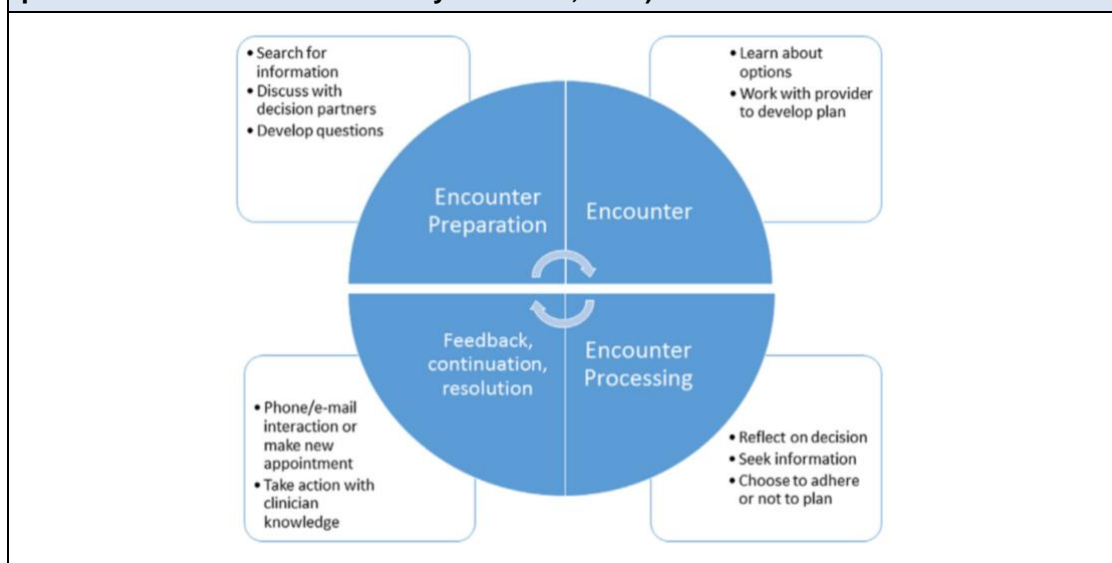 • Search for
information
• Discuss with
decision partners
• Develop questions
• Learn about
options
• Work with provider
to develop plan
Encounter
Preparation
Encounter
Feedback,
continuation,
resolution
Encounter
Processing
• Phone/e-mail
interaction or
make new
appointment
• Take action with
clinician
knowledge
• Reflect on decision
• Seek information
• Choose to adhere
or not to plan